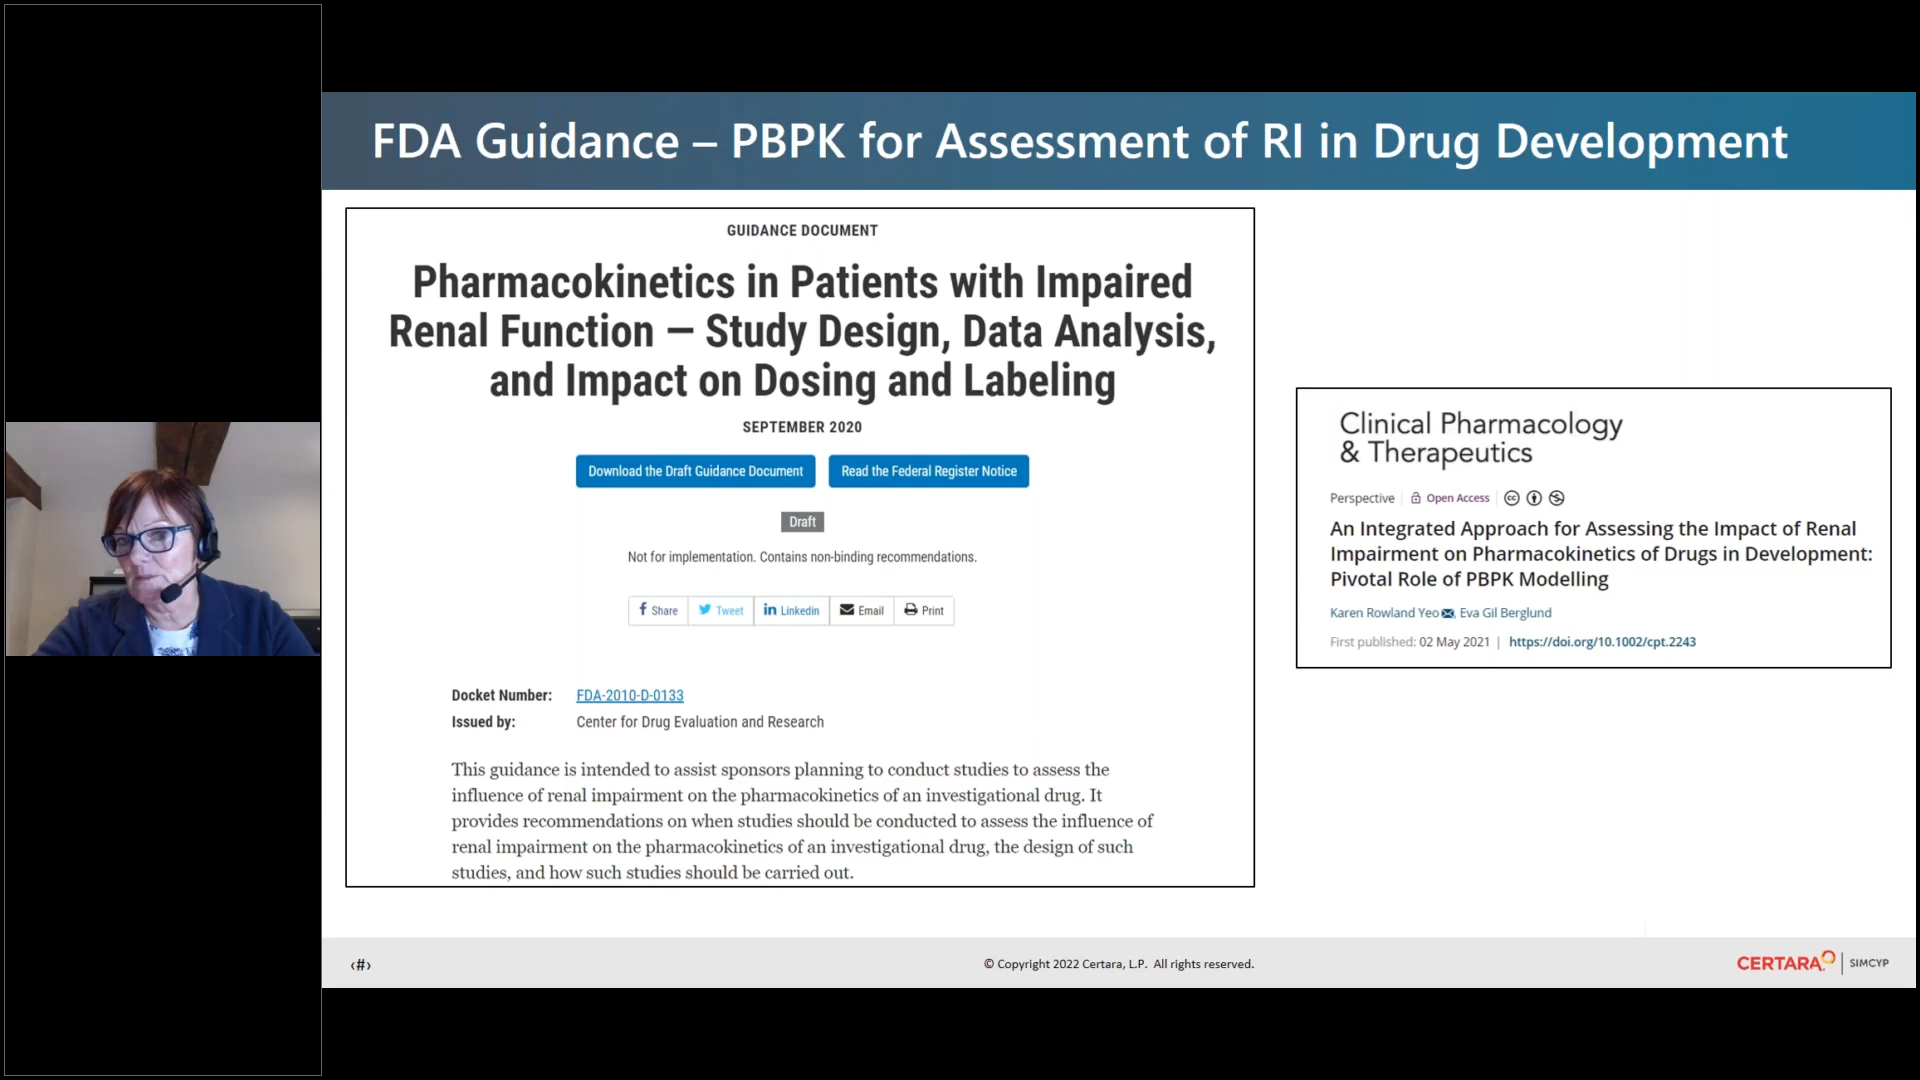 FDA Guidance – PBPK for Assessment of RI in Drug Development
GUIDANCE DOCUMENT
Pharmacokinetics in Patients with Impaired
Renal Function — Study Design, Data Analysis,
and Impact on Dosing and Labeling
SEPTEMBER 2020
Download the Draft Guidance Document
Read the Federal Register Notice
Draft
Not for implementation. Contains non-binding recommendations.
Share Tweet Linkedin Email Print
Docket Number: FDA-2010-D-0133
Issued by: Center for Drug Evaluation and Research
This guidance is intended to assist sponsors planning to conduct studies to assess the
influence of renal impairment on the pharmacokinetics of an investigational drug. It
provides recommendations on when studies should be conducted to assess the influence of
renal impairment on the pharmacokinetics of an investigational drug, the design of such
studies, and how such studies should be carried out.
Clinical Pharmacology
& Therapeutics
Perspective | Open Access |
An Integrated Approach for Assessing the Impact of Renal
Impairment on Pharmacokinetics of Drugs in Development:
Pivotal Role of PBPK Modelling
Karen Rowland Yeo, Eva Gil Berglund
First published: 02 May 2021 | https://doi.org/10.1002/cpt.2243
‹#›
© Copyright 2022 Certara, L.P. All rights reserved.
CERTARA | SIMCYP